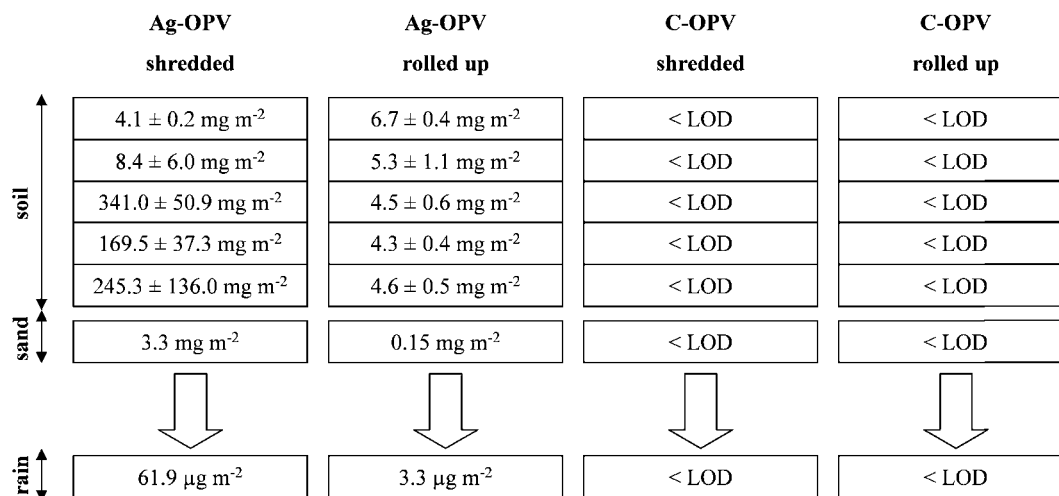 Ag-OPV Ag-OPV C-OPV C-OPV
shredded rolled up shredded rolled up
4.1 ± 0.2 mg m⁻² 6.7 ± 0.4 mg m⁻² < LOD < LOD
8.4 ± 6.0 mg m⁻² 5.3 ± 1.1 mg m⁻² < LOD < LOD
soil 341.0 ± 50.9 mg m⁻² 4.5 ± 0.6 mg m⁻² < LOD < LOD
169.5 ± 37.3 mg m⁻² 4.3 ± 0.4 mg m⁻² < LOD < LOD
245.3 ± 136.0 mg m⁻² 4.6 ± 0.5 mg m⁻² < LOD < LOD
sand 3.3 mg m⁻² 0.15 mg m⁻² < LOD < LOD
rain 61.9 µg m⁻² 3.3 µg m⁻² < LOD < LOD